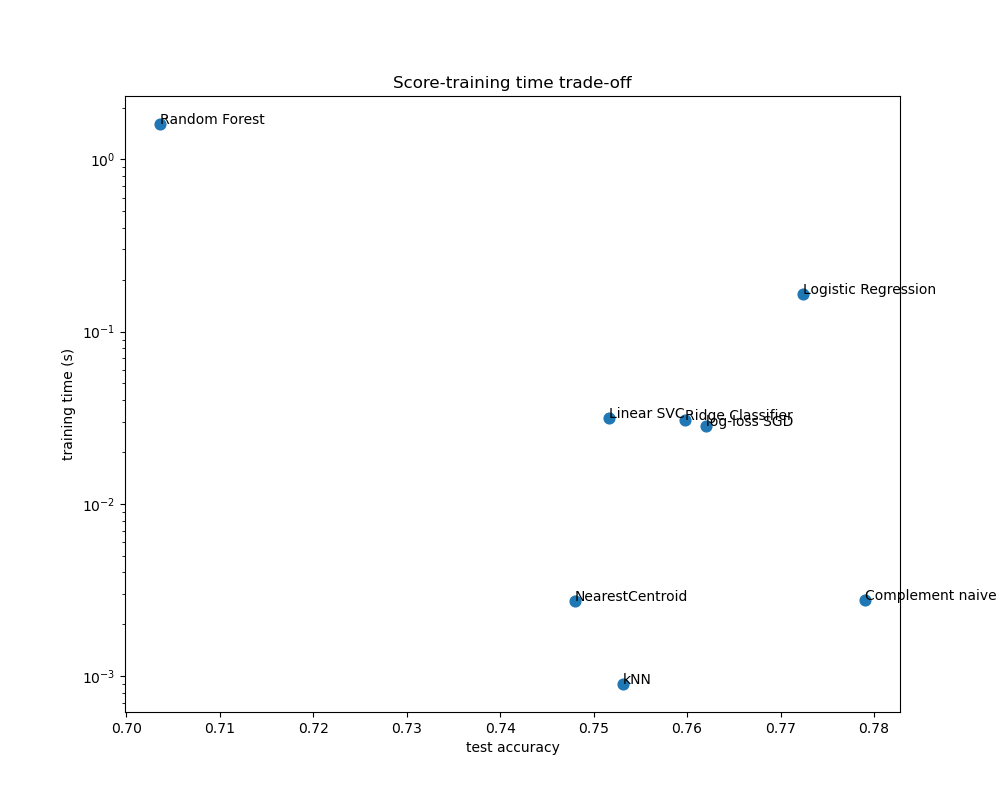 Score-training time trade-off
Random Forest
10⁰
Logistic Regression
10⁻¹
Linear SVC
Ridge Classifier
log-loss SGD
training time (s)
10⁻²
NearestCentroid
Complement naive
kNN
10⁻³
0.70 0.71 0.72 0.73 0.74 0.75 0.76 0.77 0.78
test accuracy